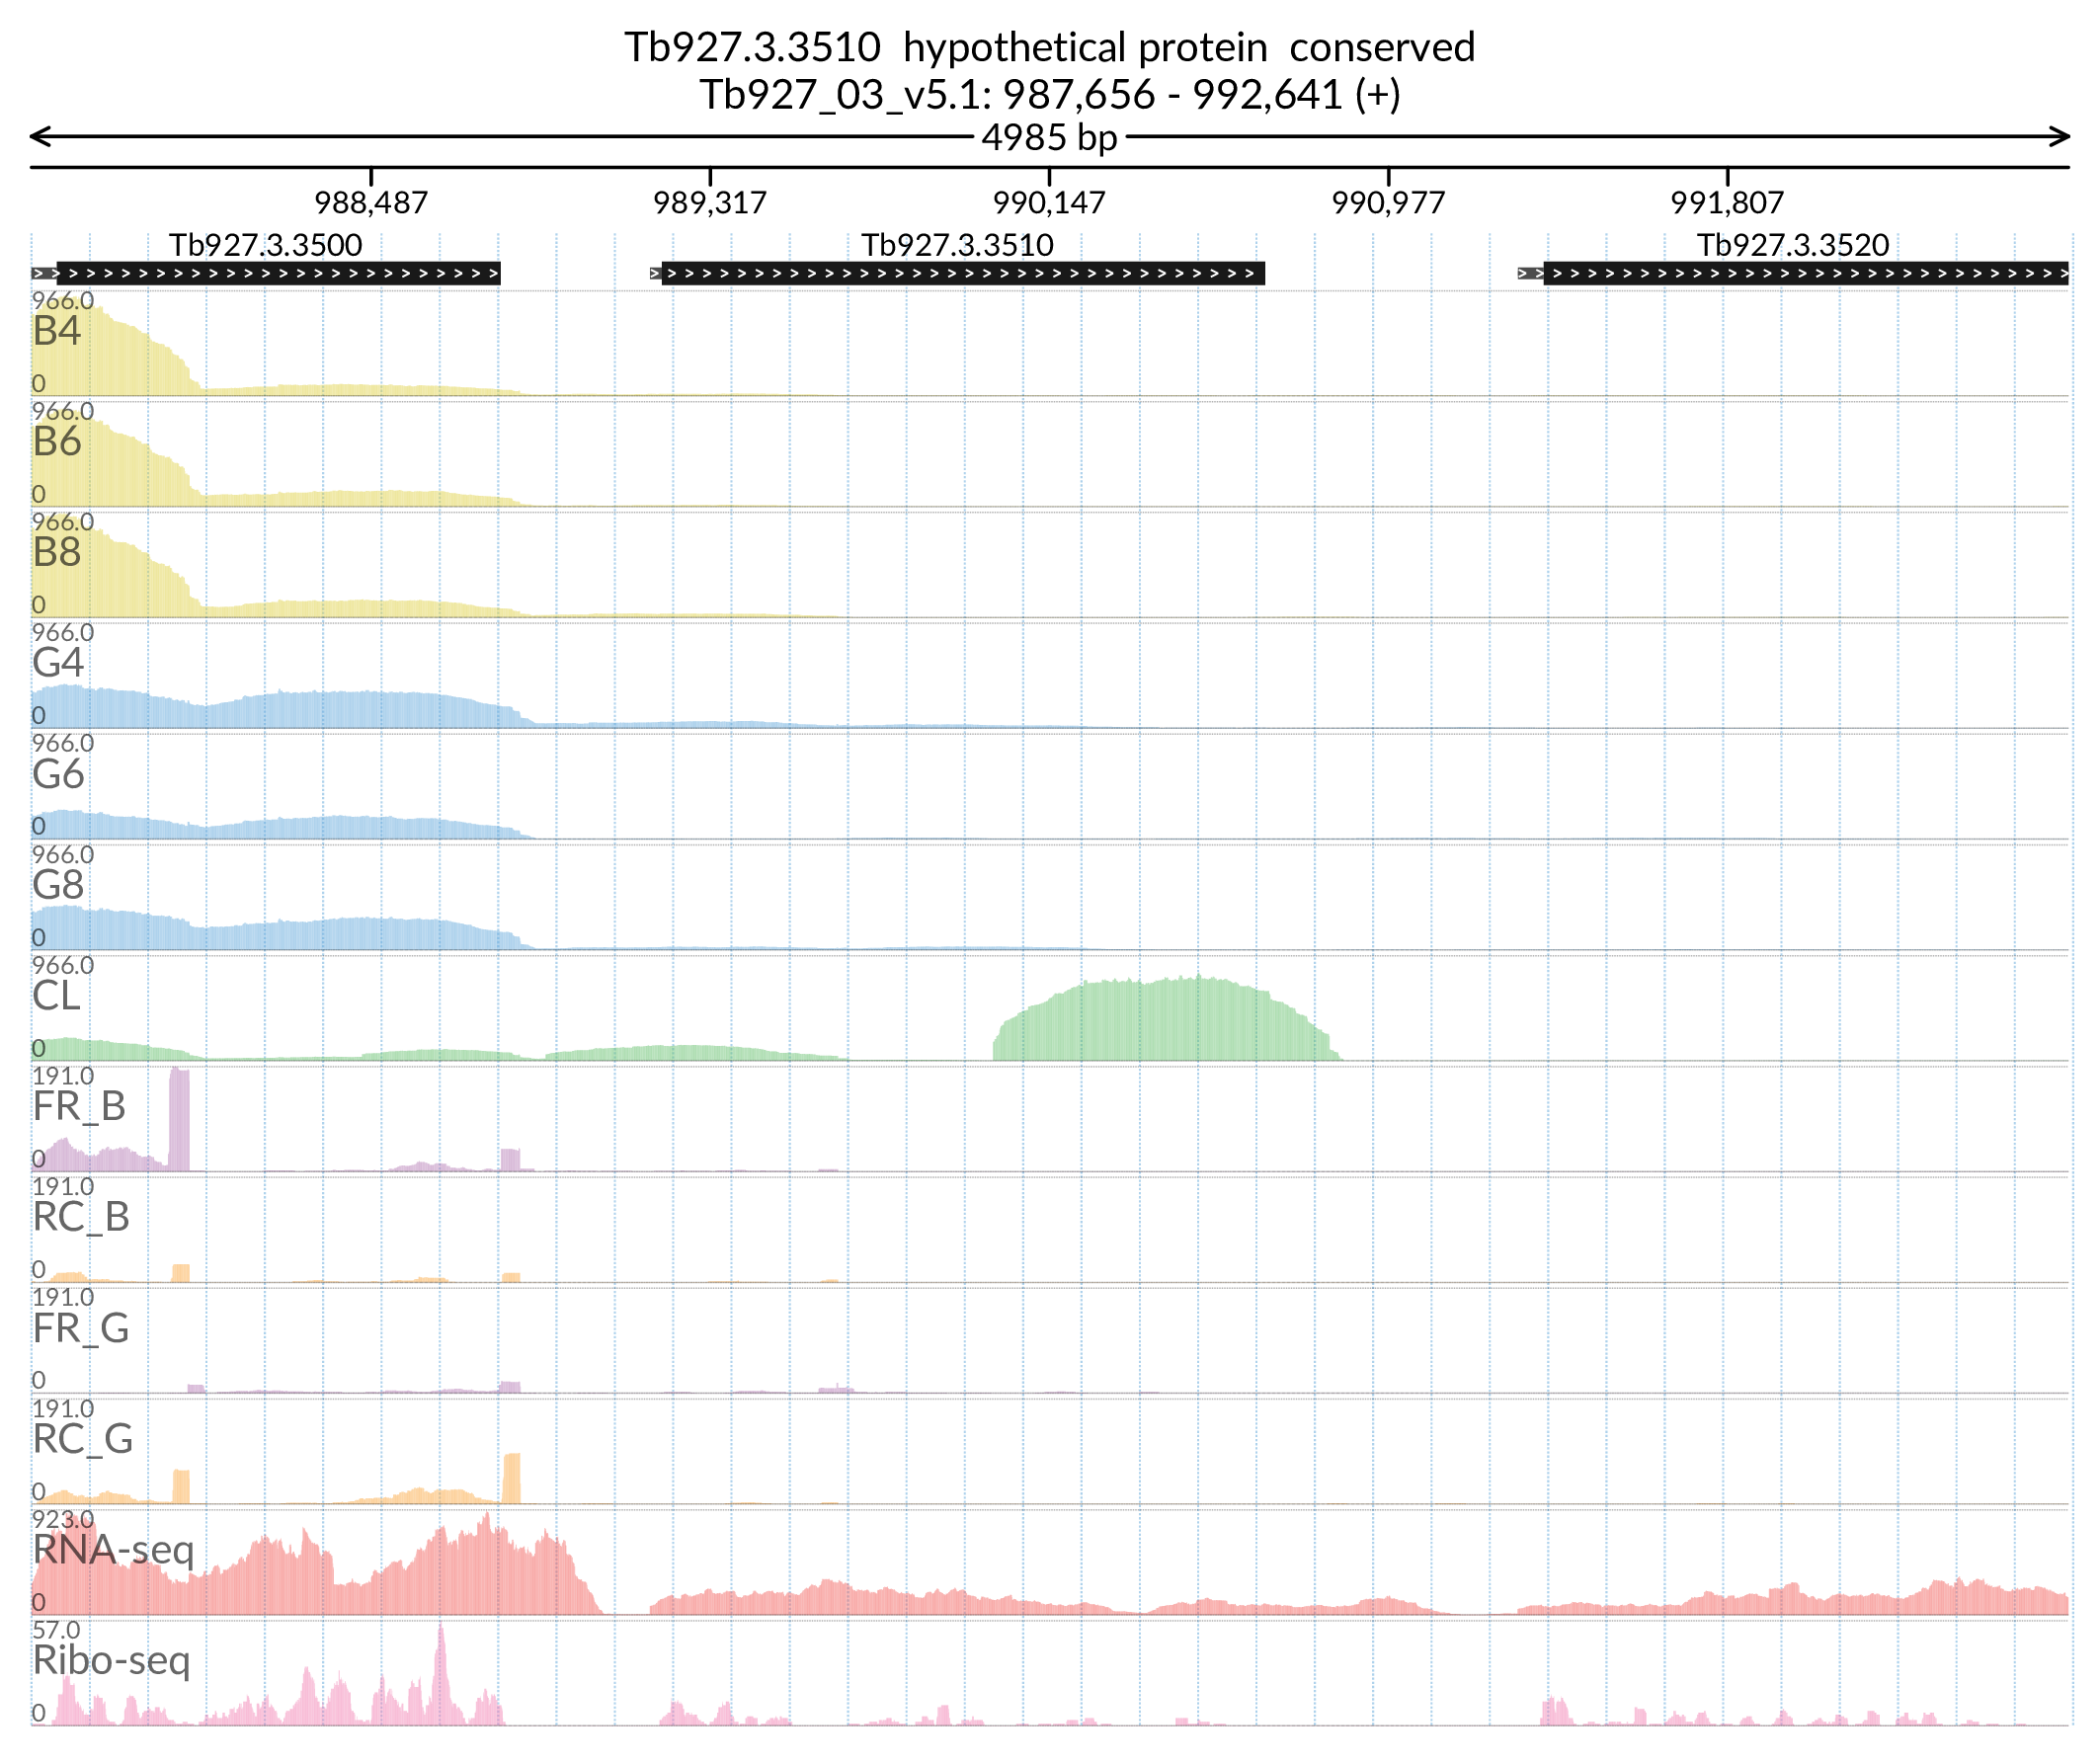 Tb927.3.3510  hypothetical protein  conserved
Tb927_03_v5.1: 987,656 - 992,641 (+)
4985 bp
988,487 989,317 990,147 990,977 991,807
Tb927.3.3500 Tb927.3.3510 Tb927.3.3520
966.0
B4
0
966.0
B6
0
966.0
B8
0
966.0
G4
0
966.0
G6
0
966.0
G8
0
966.0
CL
0
191.0
FR_B
0
191.0
RC_B
0
191.0
FR_G
0
191.0
RC_G
0
923.0
RNA-seq
0
57.0
Ribo-seq
0